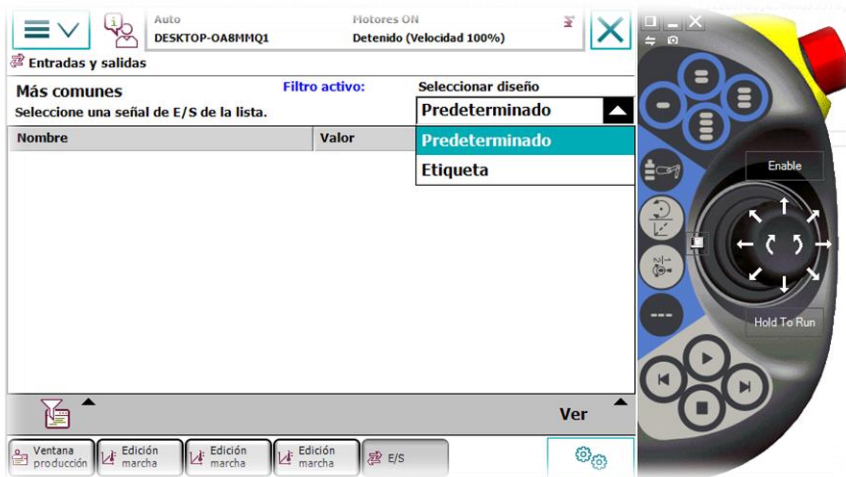 Auto
DESKTOP-OA8MMQ1
Motores ON
Detenido (Velocidad 100%)
Entradas y salidas
Más comunes
Seleccione una señal de E/S de la lista.
Filtro activo:
Seleccionar diseño
Predeterminado
Nombre
Valor
Predeterminado
Etiqueta
Enable
Hold To Run
Ver
Ventana
producción
Edición
marcha
Edición
marcha
Edición
marcha
E/S